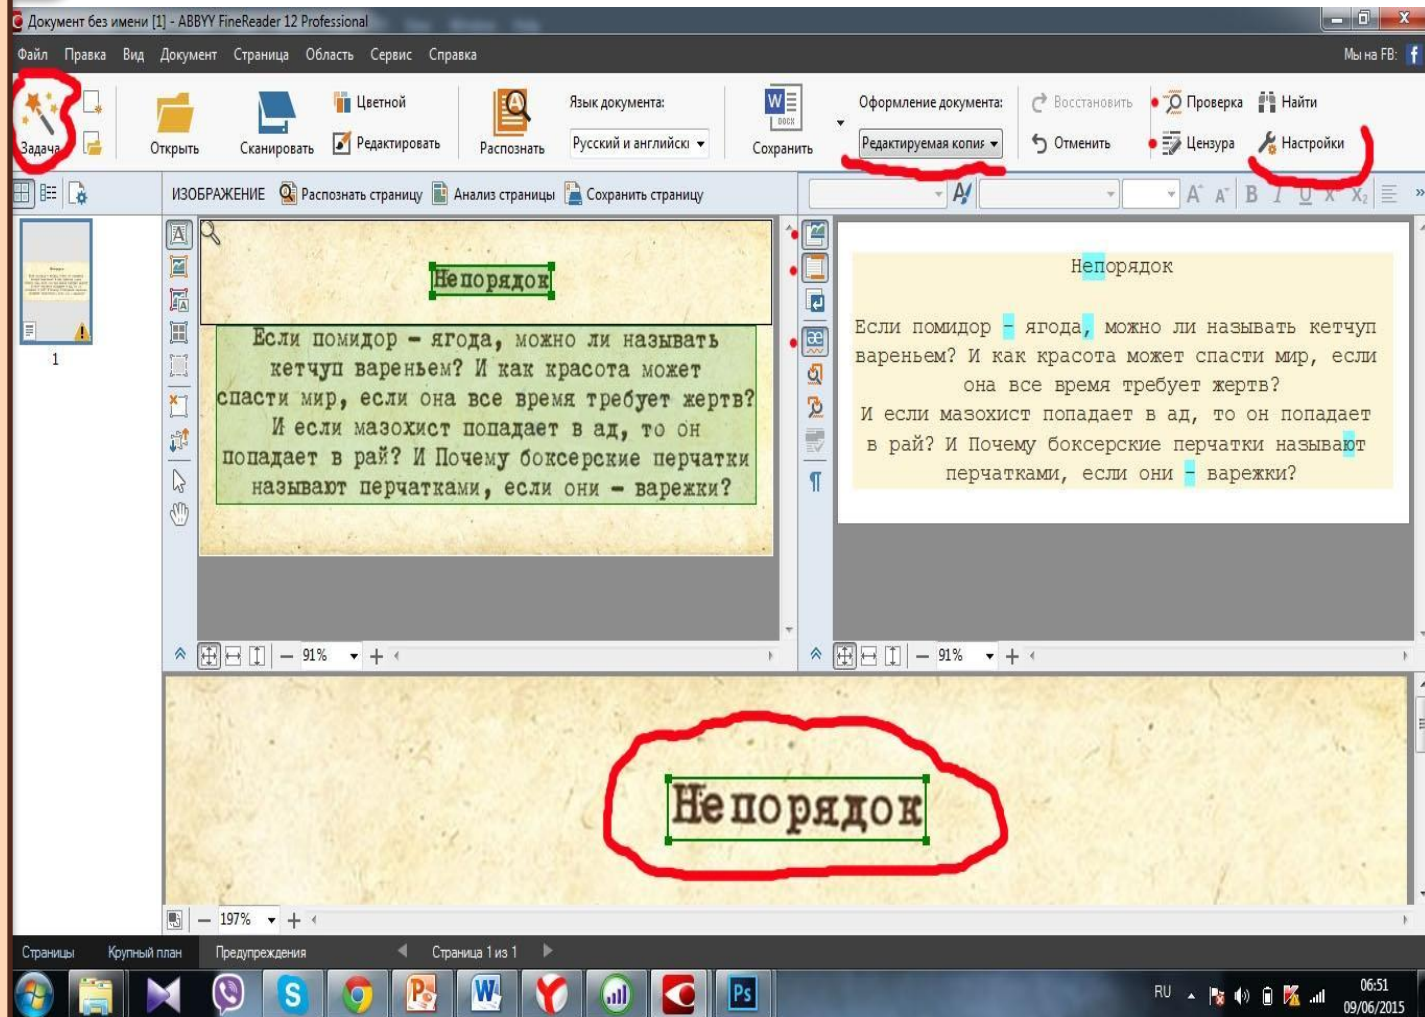 Документ без имени [1] - ABBYY FineReader 12 Professional
Файл Правка Вид Документ Страница Область Сервис Справка
Мы на FB: f
Задача
Открыть
Сканировать
Цветной
Редактировать
Распознать
Язык документа:
Русский и английскі
W
DOCX
Сохранить
Оформление документа:
Редактируемая копия
Восстановить
Отменить
Проверка
Цензура
Найти
Настройки
ИЗОБРАЖЕНИЕ Распознать страницу Анализ страницы Сохранить страницу
1
Непорядок
Если помидор – ягода, можно ли называть
кетчуп вареньем? И как красота может
спасти мир, если она все время требует жертв?
И если мазохист попадает в ад, то он
попадает в рай? И Почему боксерские перчатки
называют перчатками, если они – варежки?
91%
Непорядок
Если помидор – ягода, можно ли называть кетчуп
вареньем? И как красота может спасти мир, если
она все время требует жертв?
И если мазохист попадает в ад, то он попадает
в рай? И Почему боксерские перчатки называют
перчатками, если они – варежки?
91%
Непорядок
197%
Страницы Крупный план Предупреждения Страница 1 из 1
RU
06:51
09/06/2015